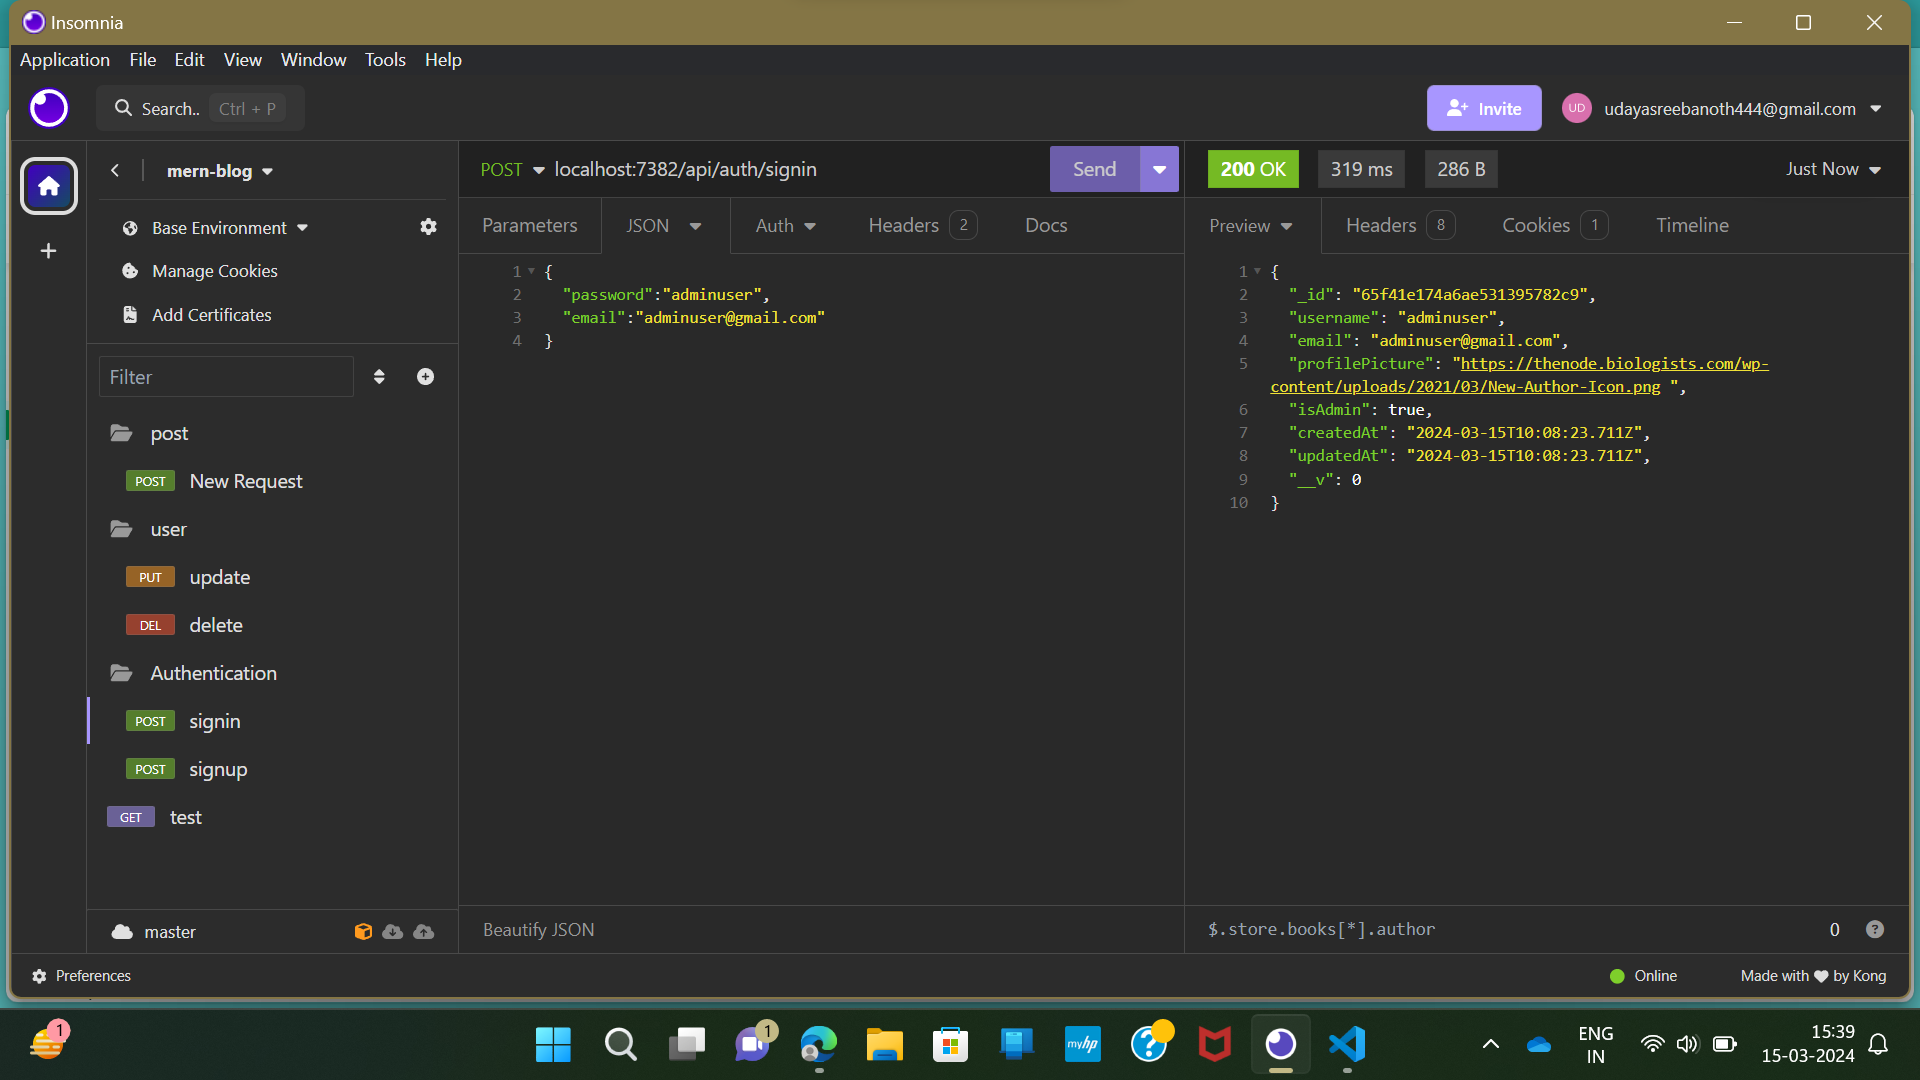 Insomnia
Application File Edit View Window Tools Help
Search.. Ctrl + P
Invite
UD
udayasreebanoth444@gmail.com
mern-blog
Base Environment
Manage Cookies
Add Certificates
Filter
post
POST New Request
user
PUT update
DEL delete
Authentication
POST signin
POST signup
GET test
master
POST localhost:7382/api/auth/signin
Send
Parameters JSON Auth Headers 2 Docs
1 {
2 "password":"adminuser",
3 "email":"adminuser@gmail.com"
4 }
Beautify JSON
200 OK 319 ms 286 B Just Now
Preview Headers 8 Cookies 1 Timeline
1 {
2 "_id": "65f41e174a6ae531395782c9",
3 "username": "adminuser",
4 "email": "adminuser@gmail.com",
5 "profilePicture": "https://thenode.biologists.com/wp-
content/uploads/2021/03/New-Author-Icon.png ",
6 "isAdmin": true,
7 "createdAt": "2024-03-15T10:08:23.711Z",
8 "updatedAt": "2024-03-15T10:08:23.711Z",
9 "__v": 0
10 }
$.store.books[*].author 0 ?
Preferences
Online
Made with ❤ by Kong
1
1
myhp
?
ENG
IN
15:39
15-03-2024